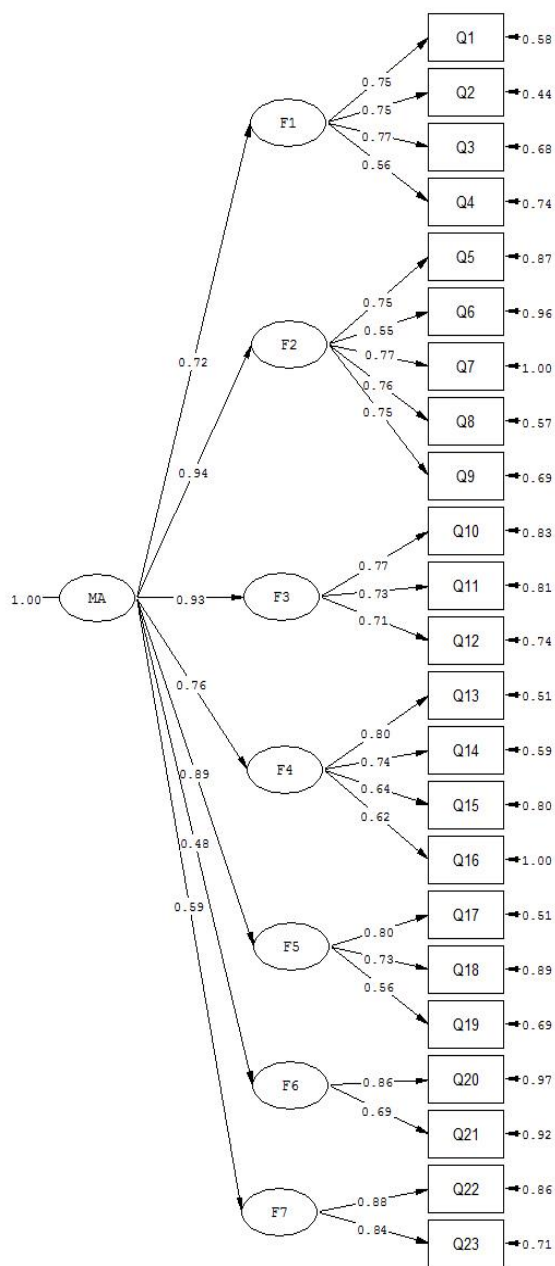 Q1
0.58
0.75
Q2
0.44
0.75
F1
0.77
Q3
0.68
0.56
Q4
0.74
Q5
0.87
0.75
Q6
0.96
0.55
F2
0.77
Q7
1.00
0.72
0.76
Q8
0.57
0.75
0.94
Q9
0.69
Q10
0.83
0.77
1.00
MA
0.93
F3
0.73
Q11
0.81
0.71
Q12
0.74
0.76
Q13
0.51
0.80
0.74
Q14
0.59
F4
0.89
0.64
Q15
0.80
0.48
0.62
Q16
1.00
0.59
Q17
0.51
0.80
F5
0.73
Q18
0.89
0.56
Q19
0.69
Q20
0.97
0.86
F6
0.69
Q21
0.92
Q22
0.86
0.88
F7
0.84
Q23
0.71